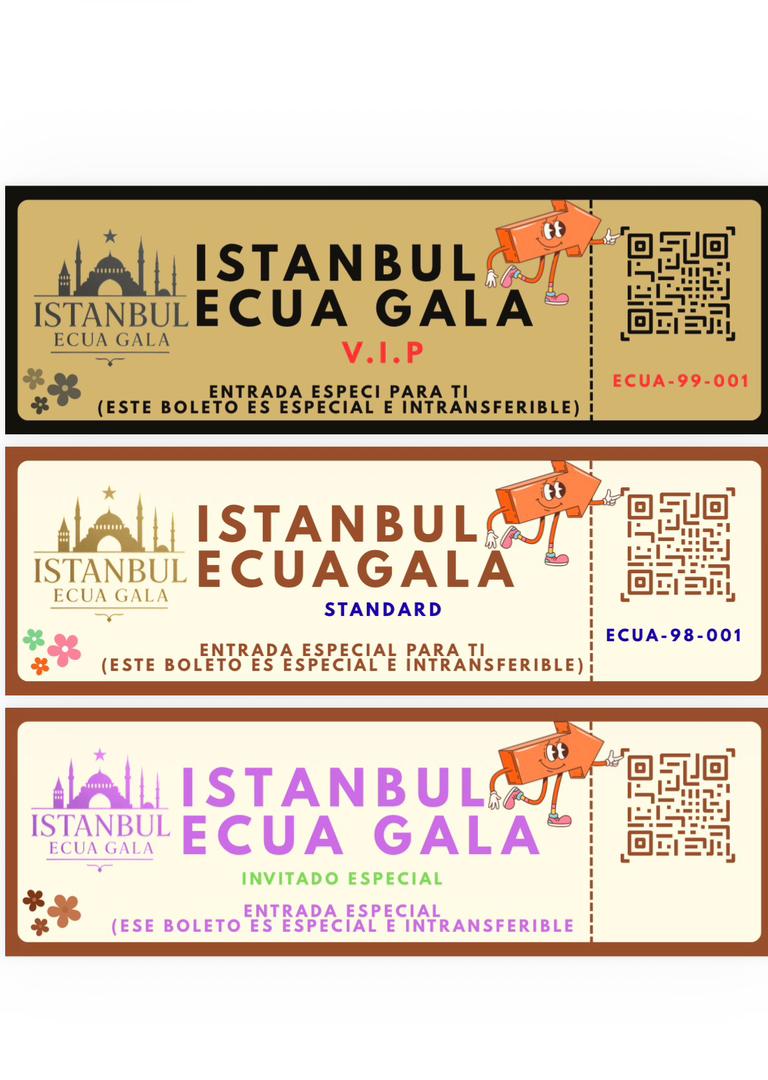 ISTANBUL
ECUA GALA
ISTANBUL
ECUA GALA
V.I.P
ENTRADA ESPECI PARA TI
(ESTE BOLETO ES ESPECIAL E INTRANSFERIBLE)
ECUA-99-001
ISTANBUL
ECUA GALA
ISTANBUL
ECUAGALA
STANDARD
ENTRADA ESPECIAL PARA TI
(ESTE BOLETO ES ESPECIAL E INTRANSFERIBLE)
ECUA-98-001
ISTANBUL
ECUA GALA
ISTANBUL
ECUA GALA
INVITADO ESPECIAL
ENTRADA ESPECIAL
(ESE BOLETO ES ESPECIAL E INTRANSFERIBLE